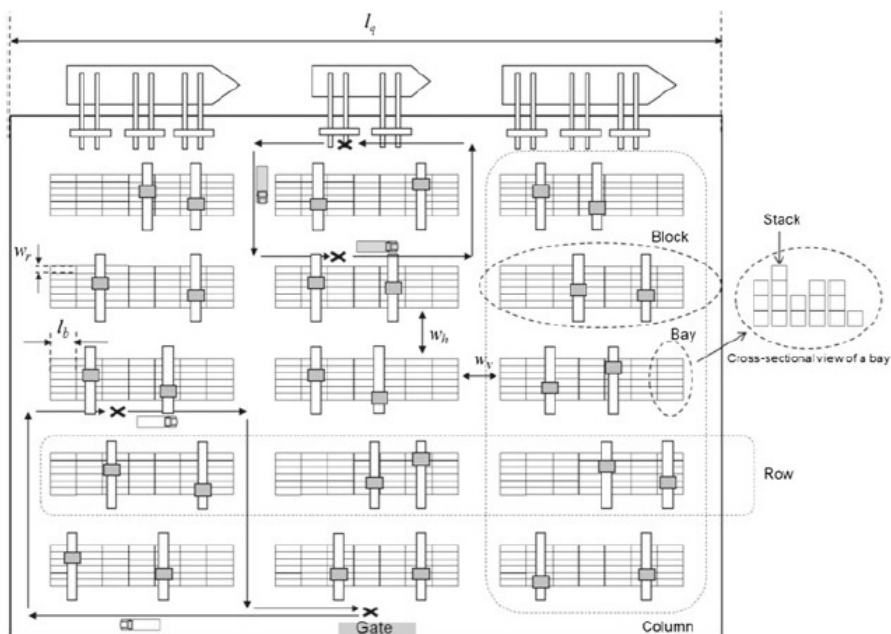 l_q
Stack
Block
w_r
w_h
l_b
Bay
w_v
Cross-sectional view of a bay
Row
Gate
Column